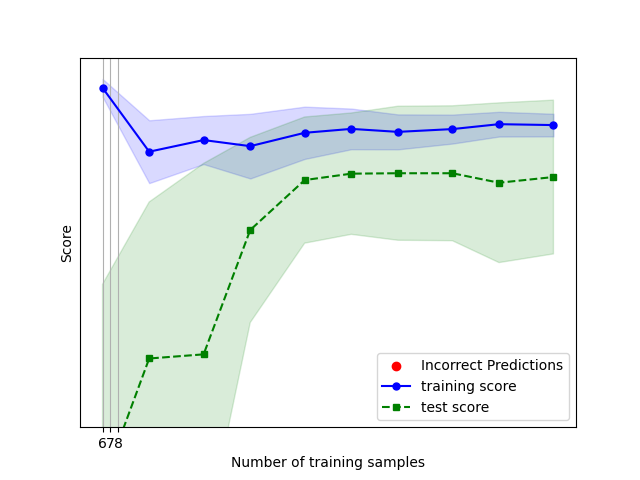 Score
678
Number of training samples
Incorrect Predictions
training score
test score